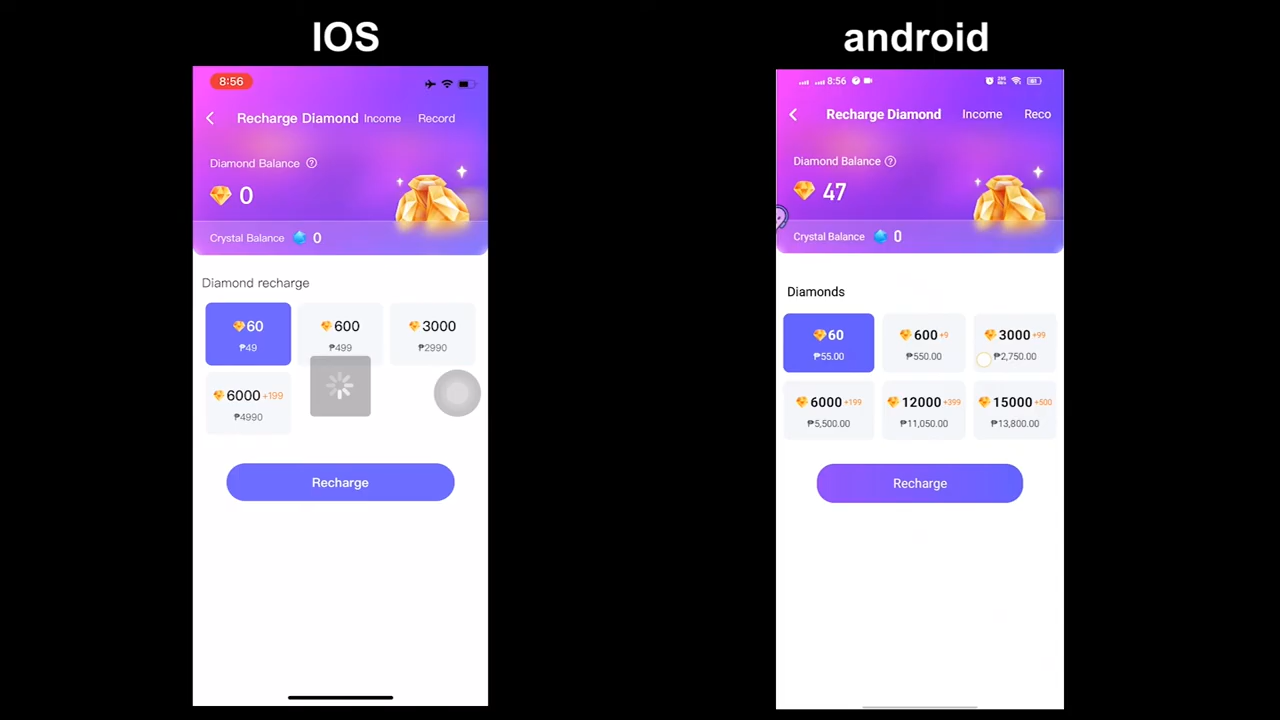 IOS
8:56
Recharge Diamond Income Record
Diamond Balance ?
0
Crystal Balance 0
Diamond recharge
60 600 3000
₱49 ₱499 ₱2990
6000 +199
₱4990
Recharge
android
8:56
Recharge Diamond Income Reco
Diamond Balance ?
47
Crystal Balance 0
Diamonds
60 600 +9 3000 +99
₱55.00 ₱550.00 ₱2,750.00
6000 +199 12000 +399 15000 +500
₱5,500.00 ₱11,050.00 ₱13,800.00
Recharge